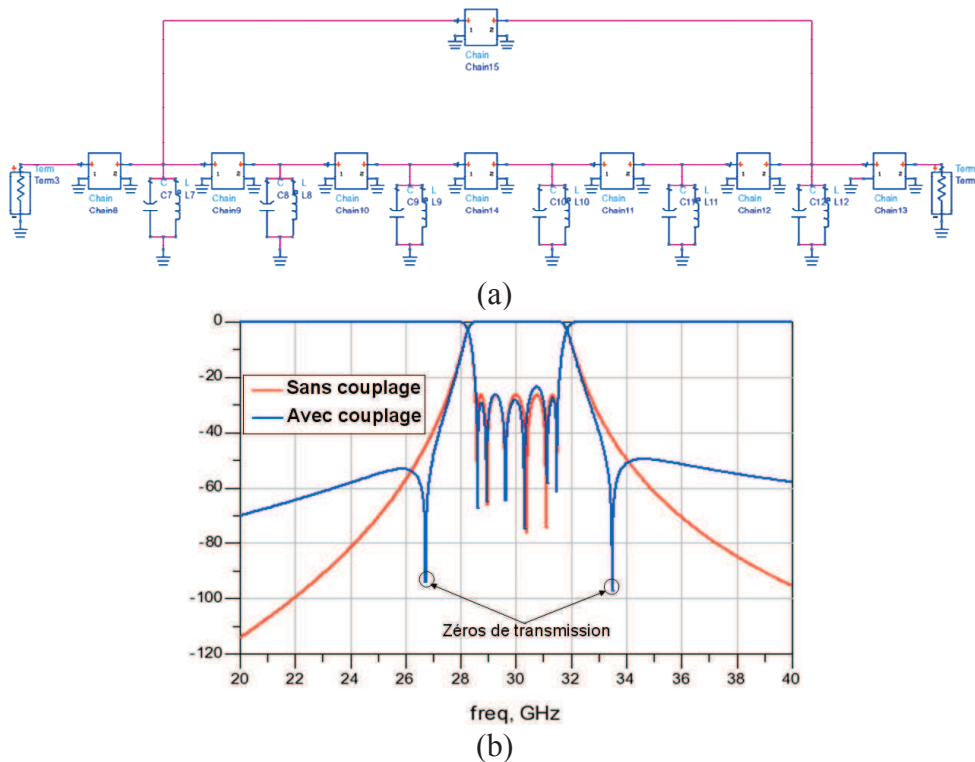 1 2
Chain
Chain15
Term
Term3
1 2
Chain
Chain8
C L
C7 L7
1 2
Chain
Chain9
C L
C8 L8
1 2
Chain
Chain10
C L
C9 L9
1 2
Chain
Chain14
C L
C10 L10
1 2
Chain
Chain11
C L
C11 L11
1 2
Chain
Chain12
C L
C12 L12
1 2
Chain
Chain13
Term
(a)
0
-20
-40
-60
-80
-100
-120
Sans couplage
Avec couplage
Zéros de transmission
20 22 24 26 28 30 32 34 36 38 40
freq, GHz
(b)